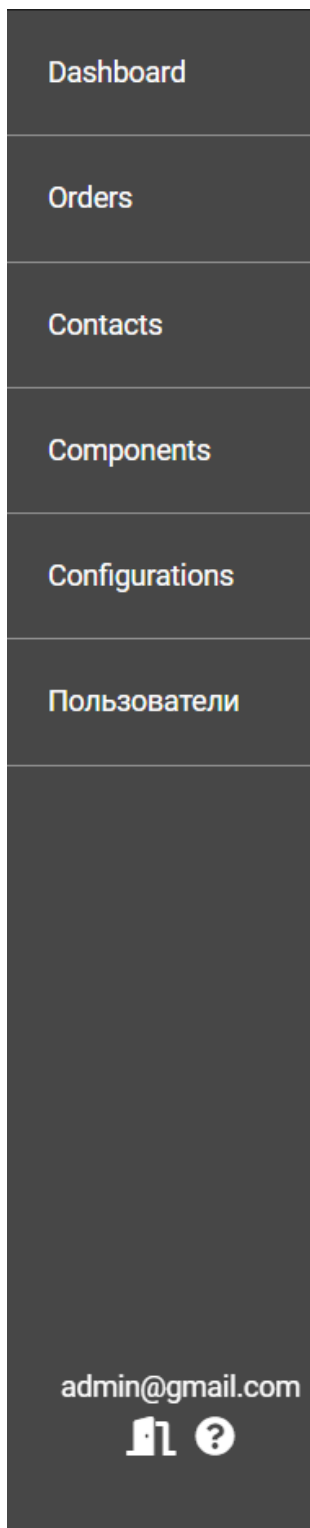 Dashboard
Orders
Contacts
Components
Configurations
Пользователи
admin@gmail.com
?